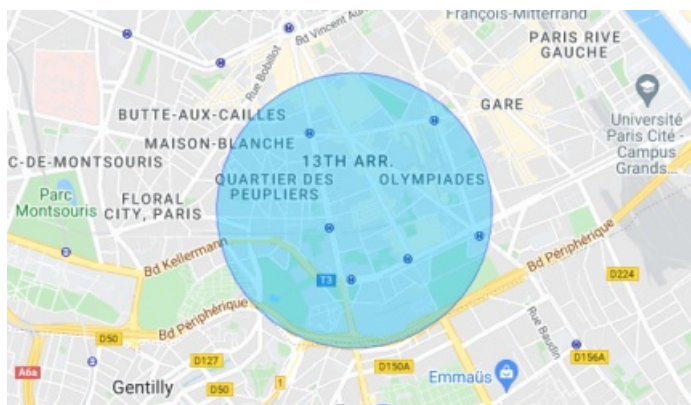 François-Mitterrand
Bd Vincent Aur
PARIS RIVE
GAUCHE
Rue Bobillot
GARE
BUTTE-AUX-CAILLES
MAISON-BLANCHE
Université
Paris Cité -
Campus
Grands...
C-DE-MONTSOURIS
13TH ARR.
QUARTIER DES
PEUPLIERS
OLYMPIADES
Parc
Montsouris
FLORAL
CITY, PARIS
Bd Kellermann
Bd Périphérique
T3
D224
Bd Périphérique
Rue Baudin
D50
D127
D150A
D156A
A6a
Gentilly
D50
1
Emmaüs